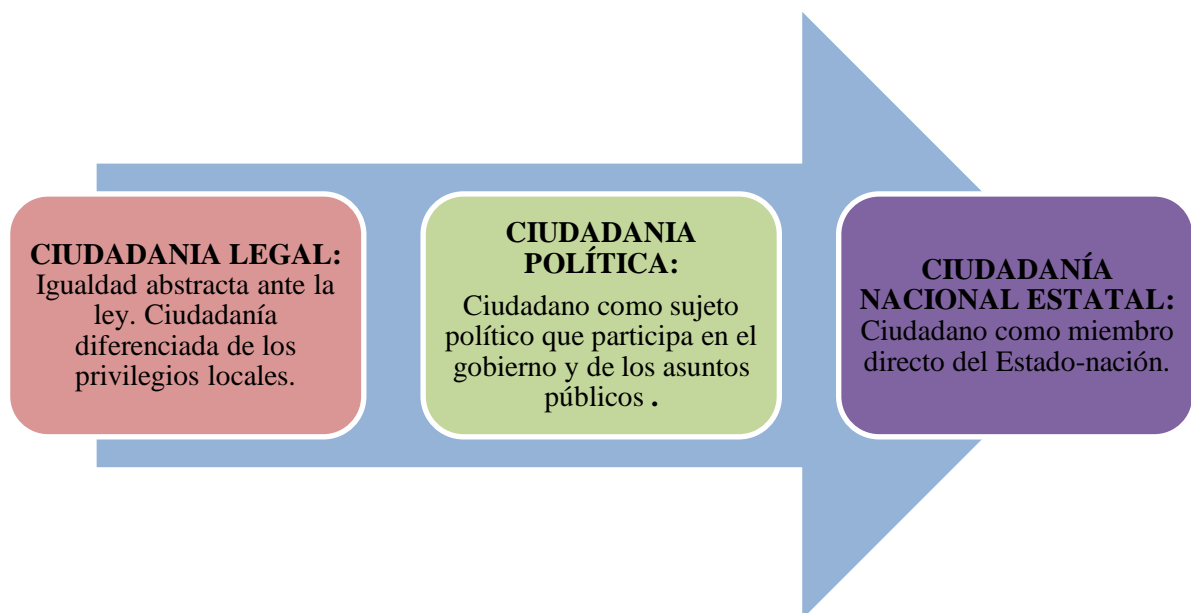 CIUDADANIA LEGAL:
Igualdad abstracta ante la
ley. Ciudadanía
diferenciada de los
privilegios locales.
CIUDADANIA
POLÍTICA:
Ciudadano como sujeto
político que participa en el
gobierno y de los asuntos
públicos .
CIUDADANÍA
NACIONAL ESTATAL:
Ciudadano como miembro
directo del Estado-nación.